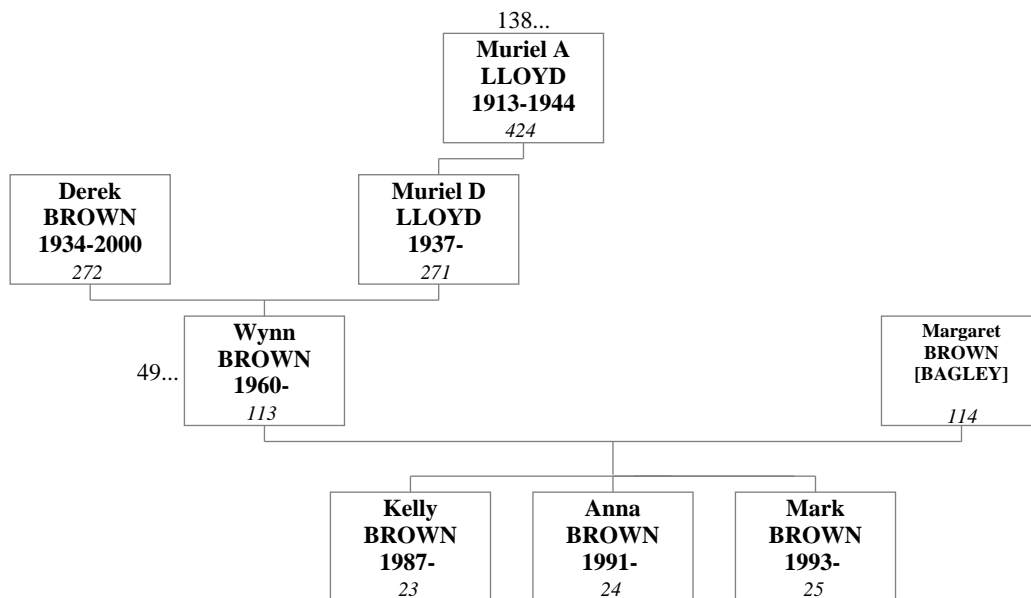 138...
Muriel A
LLOYD
1913-1944
424
Derek
BROWN
1934-2000
272
Muriel D
LLOYD
1937-
271
49...
Wynn
BROWN
1960-
113
Margaret
BROWN
[BAGLEY]
114
Kelly
BROWN
1987-
23
Anna
BROWN
1991-
24
Mark
BROWN
1993-
25